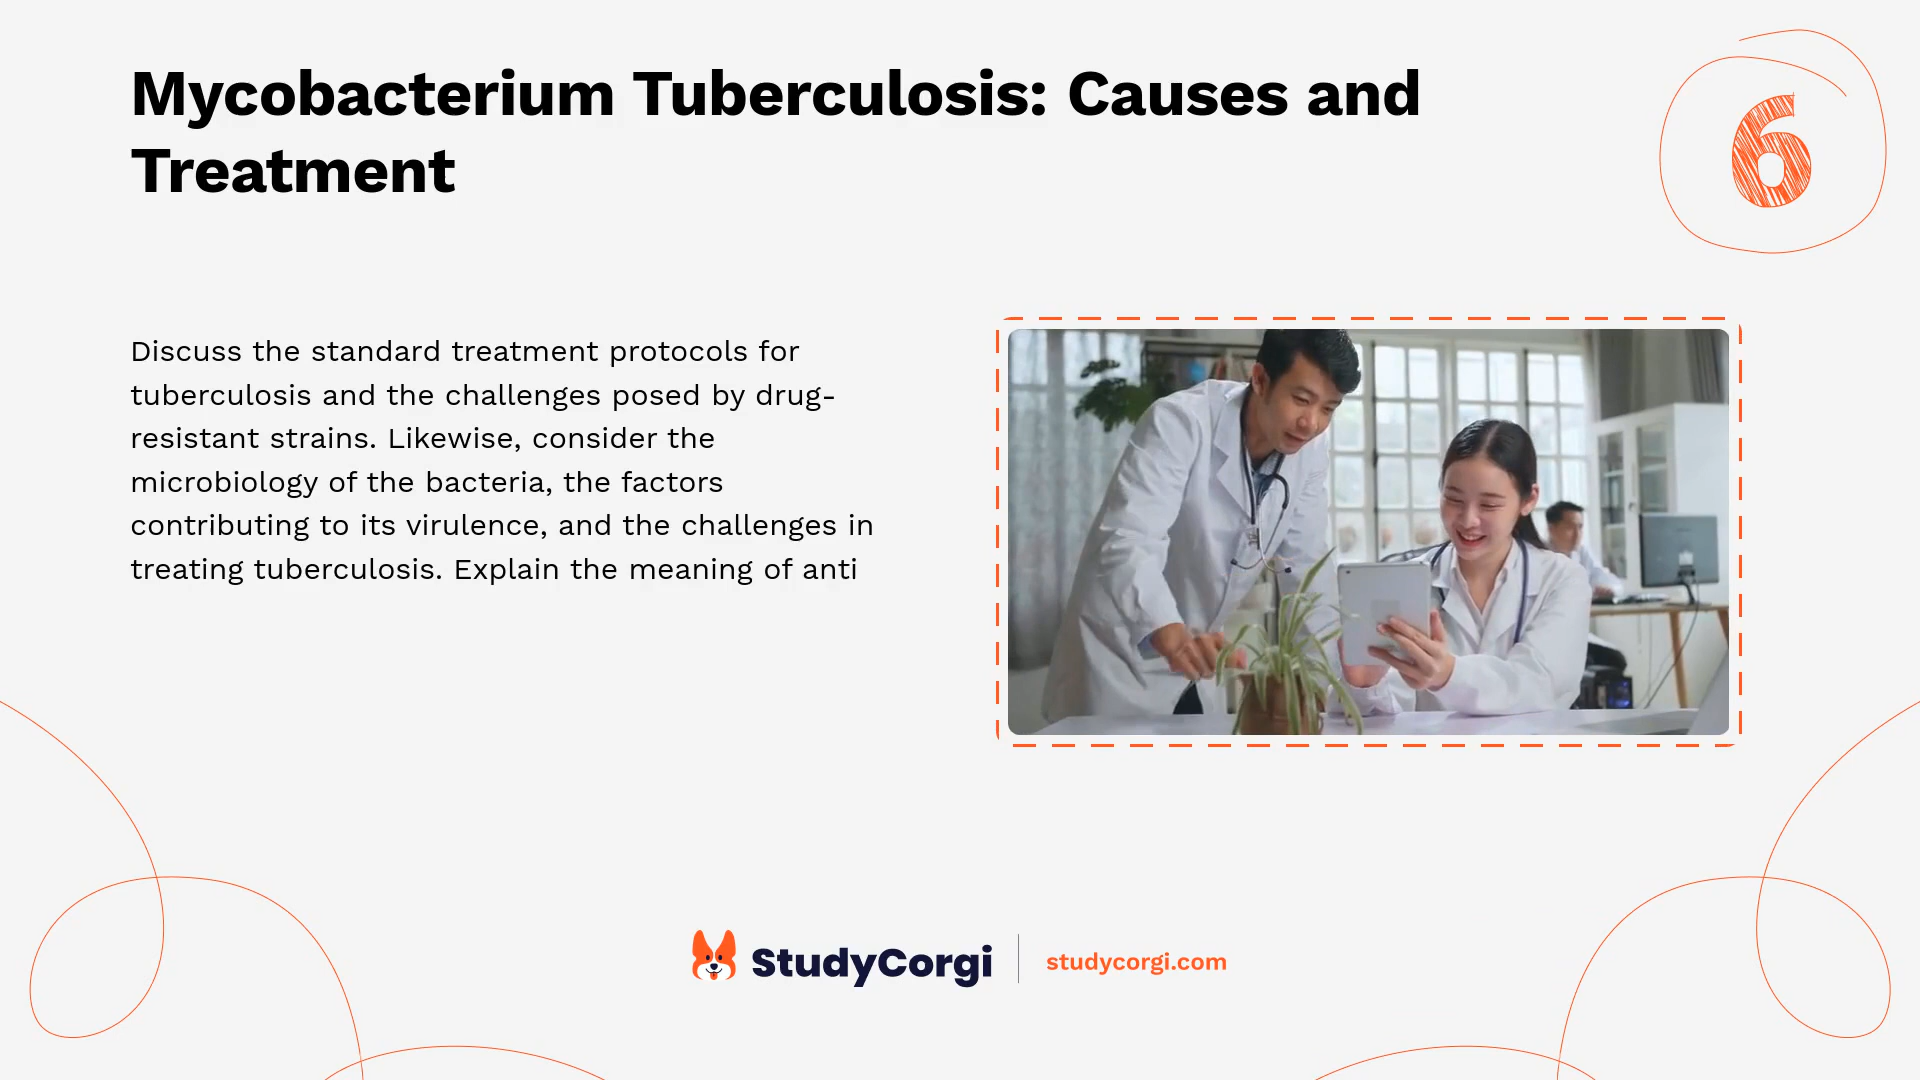 Mycobacterium Tuberculosis: Causes and
Treatment
6
Discuss the standard treatment protocols for
tuberculosis and the challenges posed by drug-
resistant strains. Likewise, consider the
microbiology of the bacteria, the factors
contributing to its virulence, and the challenges in
treating tuberculosis. Explain the meaning of anti
StudyCorgi
studycorgi.com